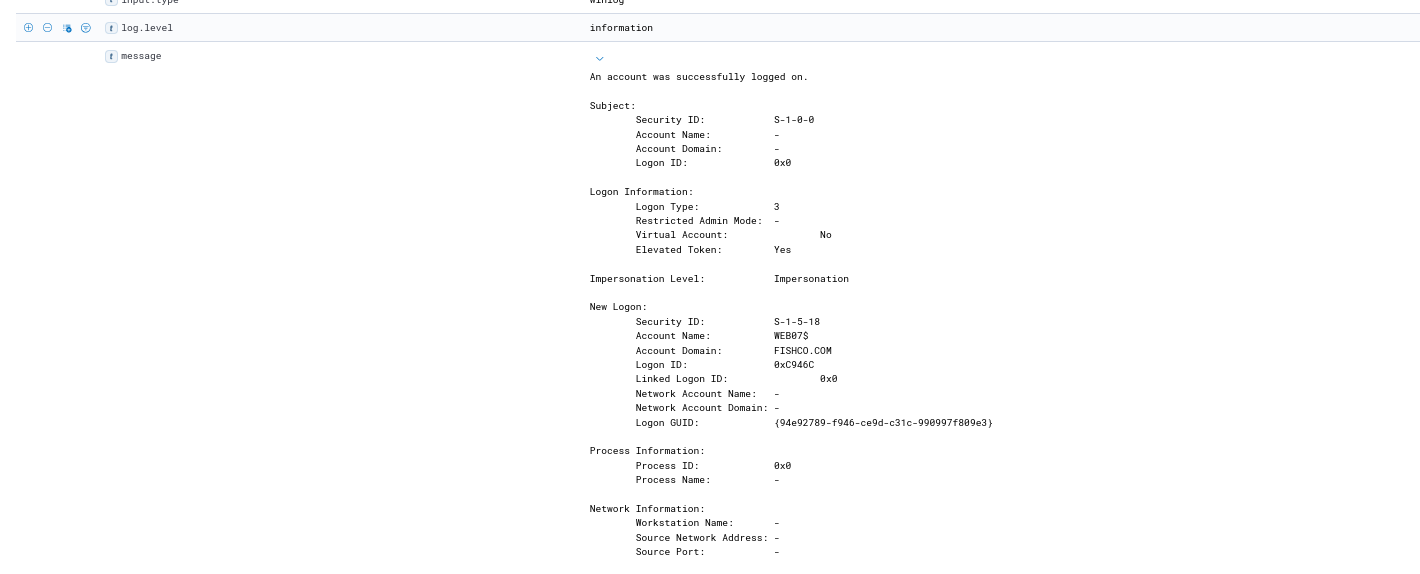 input.type winlog
log.level information
message
An account was successfully logged on.
Subject:
Security ID: S-1-0-0
Account Name: -
Account Domain: -
Logon ID: 0x0
Logon Information:
Logon Type: 3
Restricted Admin Mode: -
Virtual Account: No
Elevated Token: Yes
Impersonation Level: Impersonation
New Logon:
Security ID: S-1-5-18
Account Name: WEB07$
Account Domain: FISHCO.COM
Logon ID: 0xC946C
Linked Logon ID: 0x0
Network Account Name: -
Network Account Domain: -
Logon GUID: {94e92789-f946-ce9d-c31c-990997f809e3}
Process Information:
Process ID: 0x0
Process Name: -
Network Information:
Workstation Name: -
Source Network Address: -
Source Port: -